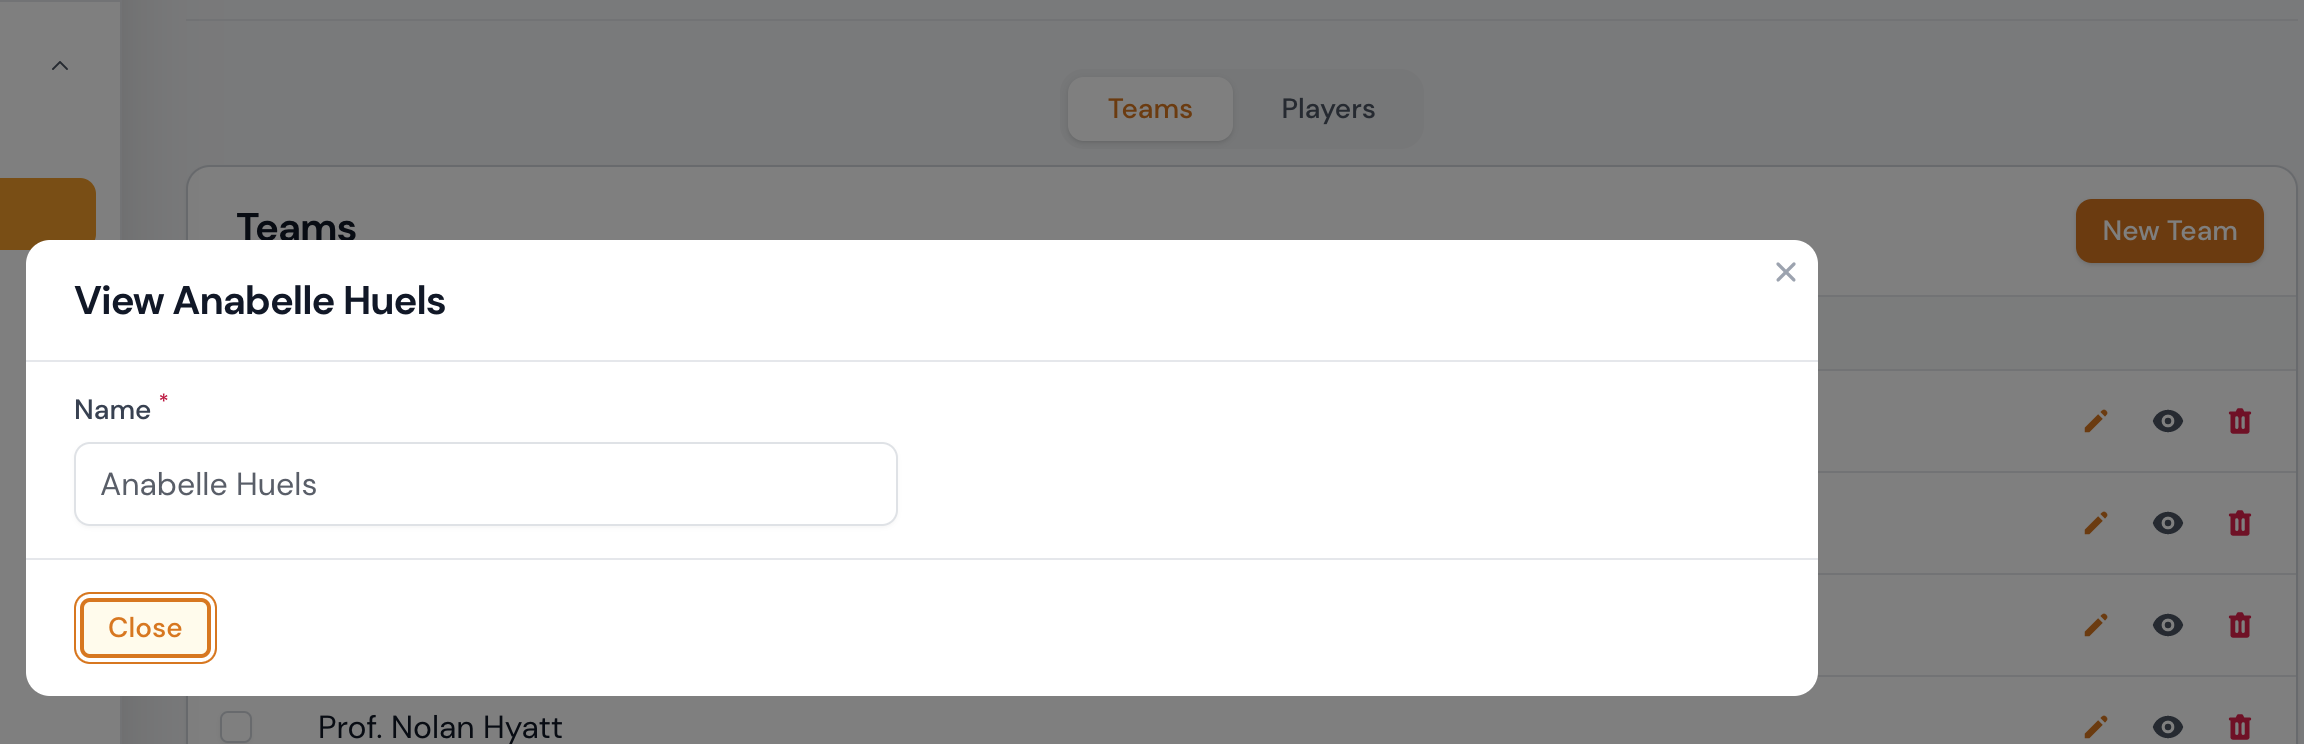 Teams Players
Teams
New Team
View Anabelle Huels
Name *
Anabelle Huels
Close
Prof. Nolan Hyatt